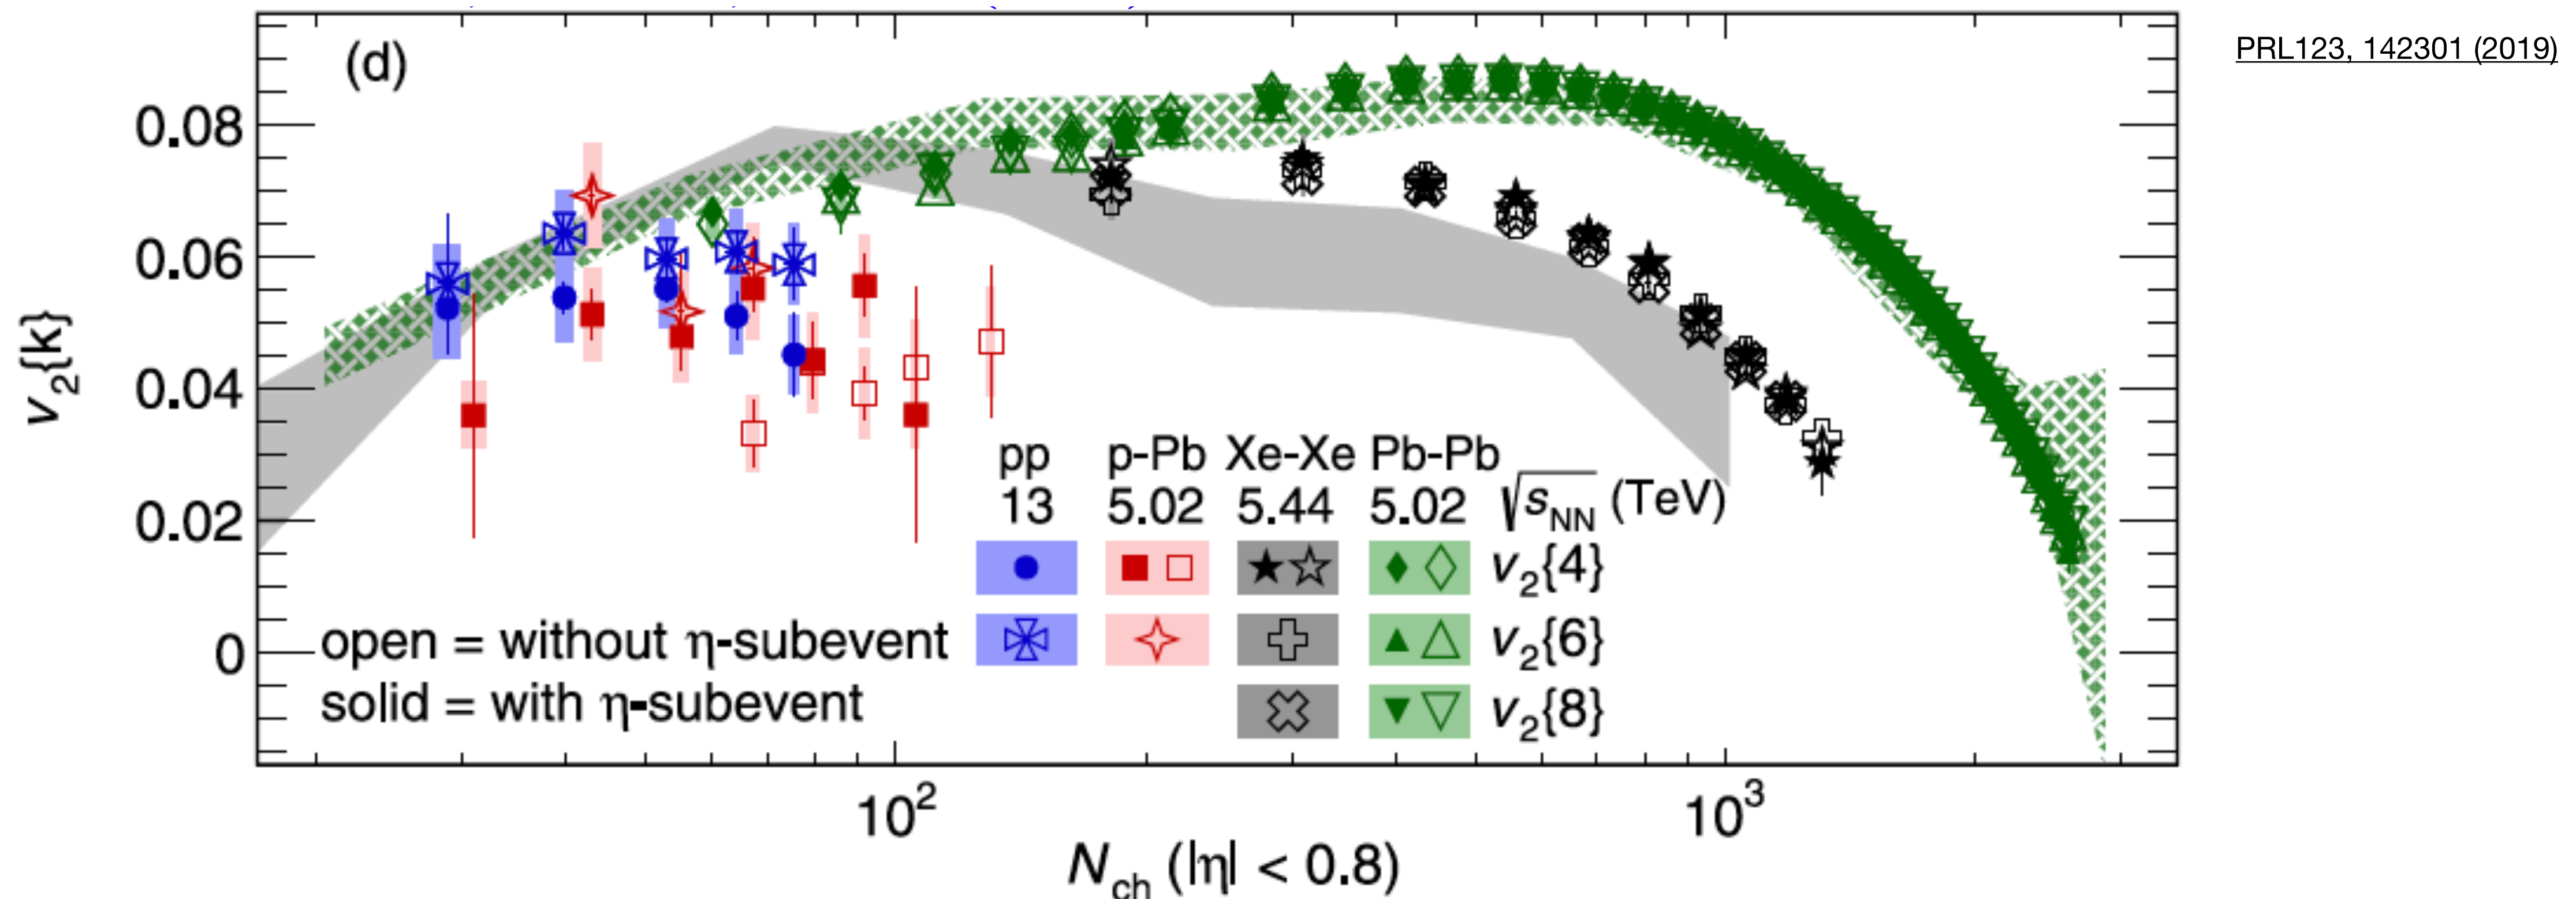 PRL123, 142301 (2019)
(d)
0.08
0.06
0.04
0.02
0
v₂{k}
pp p-Pb Xe-Xe Pb-Pb
13 5.02 5.44 5.02 √sNN (TeV)
v₂{4}
open = without η-subevent v₂{6}
solid = with η-subevent v₂{8}
10² 10³
Nch (|η| < 0.8)